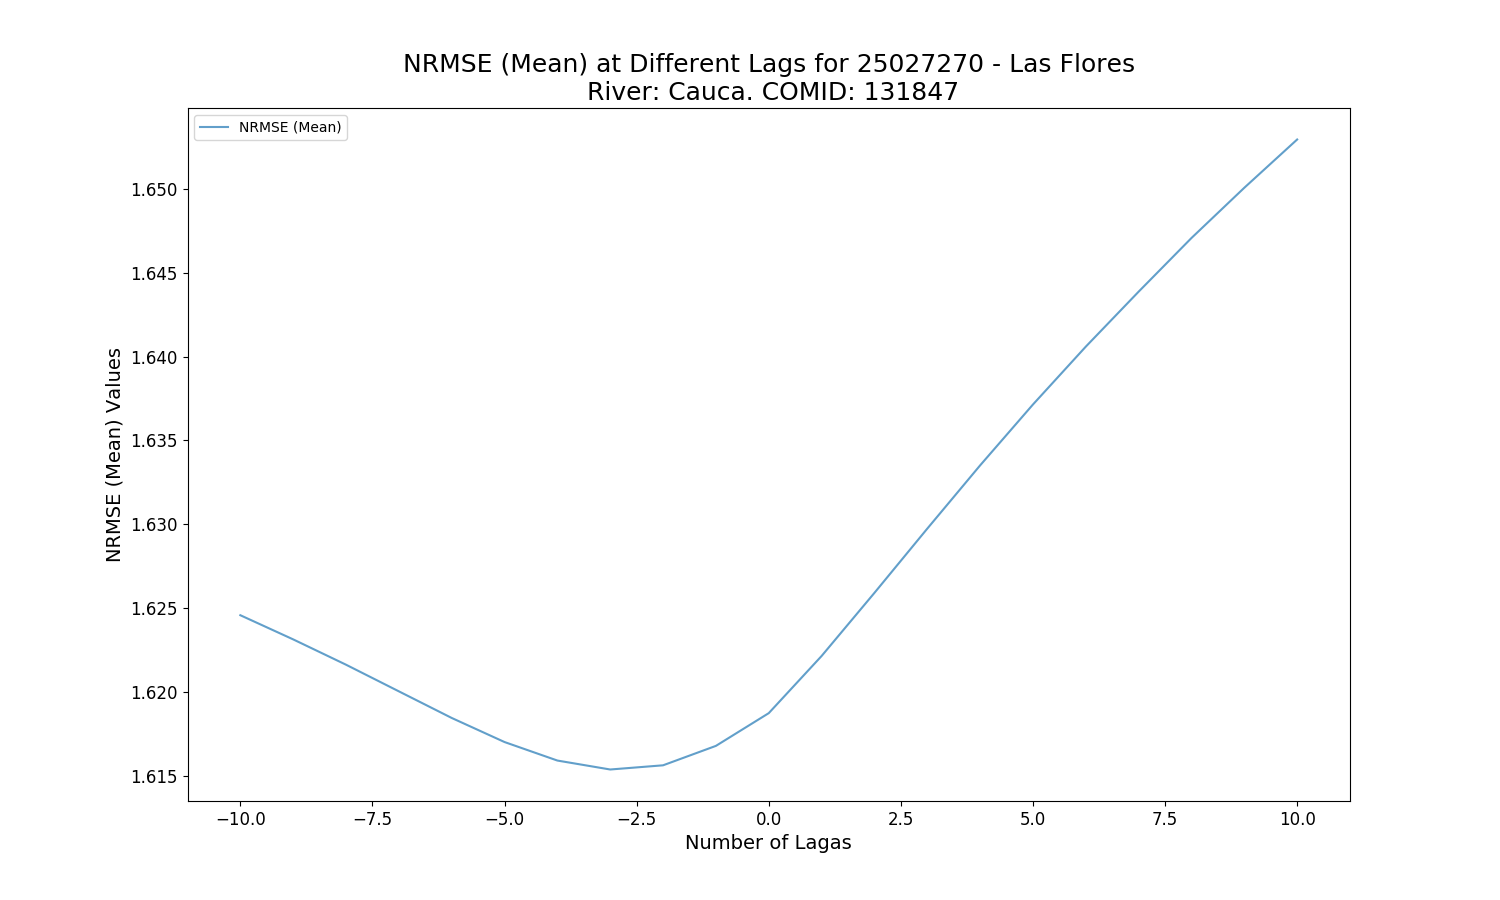 NRMSE (Mean) at Different Lags for 25027270 - Las Flores
River: Cauca. COMID: 131847
NRMSE (Mean)
NRMSE (Mean) Values
1.650
1.645
1.640
1.635
1.630
1.625
1.620
1.615
−10.0 −7.5 −5.0 −2.5 0.0 2.5 5.0 7.5 10.0
Number of Lagas